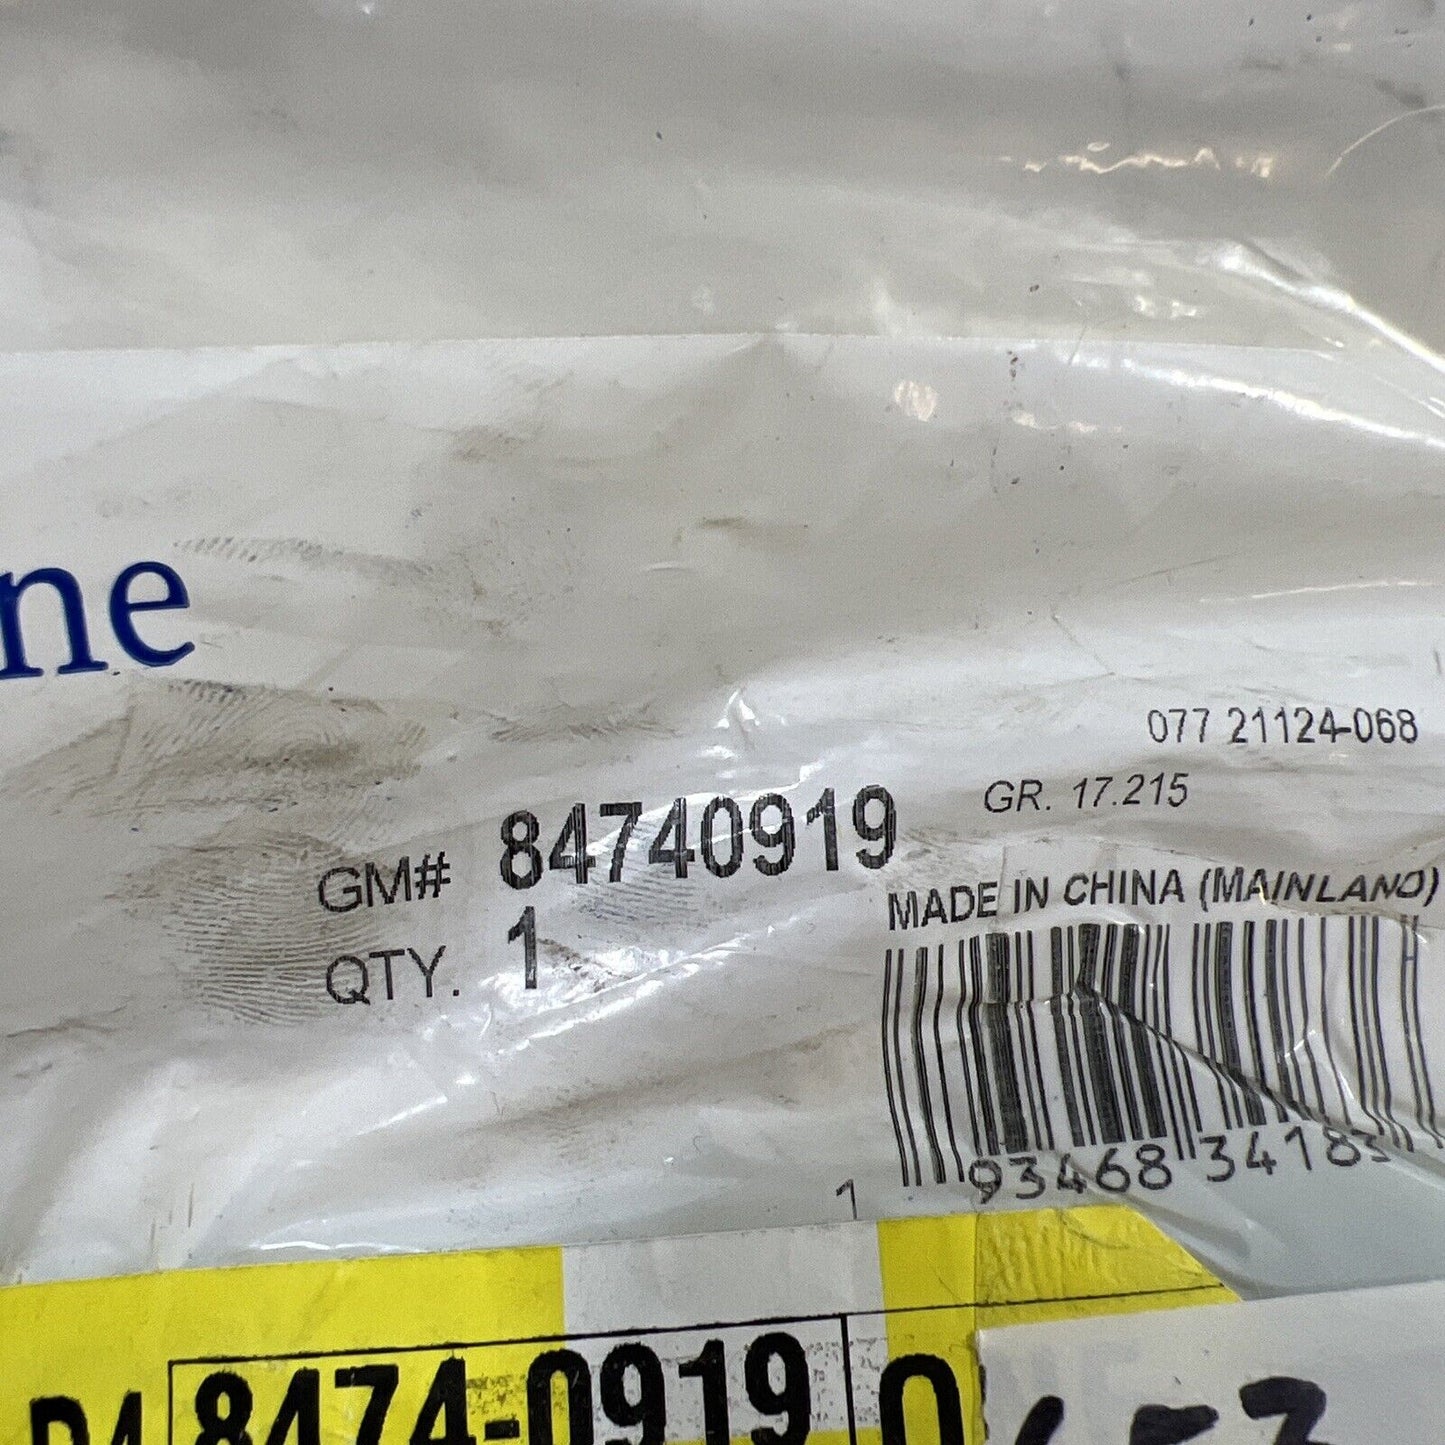 ne
077 21124-068
GR. 17.215
GM# 84740919
MADE IN CHINA (MAINLAND)
QTY. 1
1 93468 34183
8474-0919